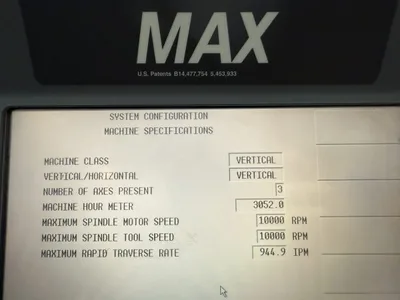 MAX
U.S. Patents B14,477,754 5,453,933
SYSTEM CONFIGURATION
MACHINE SPECIFICATIONS
MACHINE CLASS VERTICAL
VERTICAL/HORIZONTAL VERTICAL
NUMBER OF AXES PRESENT 3
MACHINE HOUR METER 3052.0
MAXIMUM SPINDLE MOTOR SPEED 10000 RPM
MAXIMUM SPINDLE TOOL SPEED 10000 RPM
MAXIMUM RAPID TRAVERSE RATE 944.9 IPM